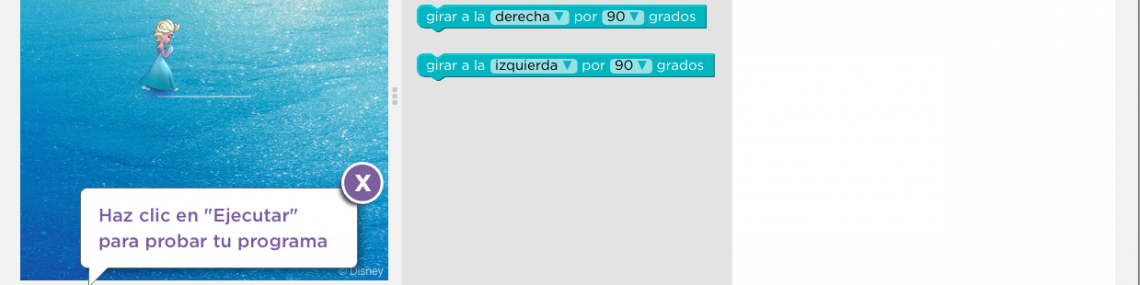 girar a la derecha ▼ por 90 ▼ grados
girar a la izquierda ▼ por 90 ▼ grados
X
Haz clic en "Ejecutar"
para probar tu programa
© Disney